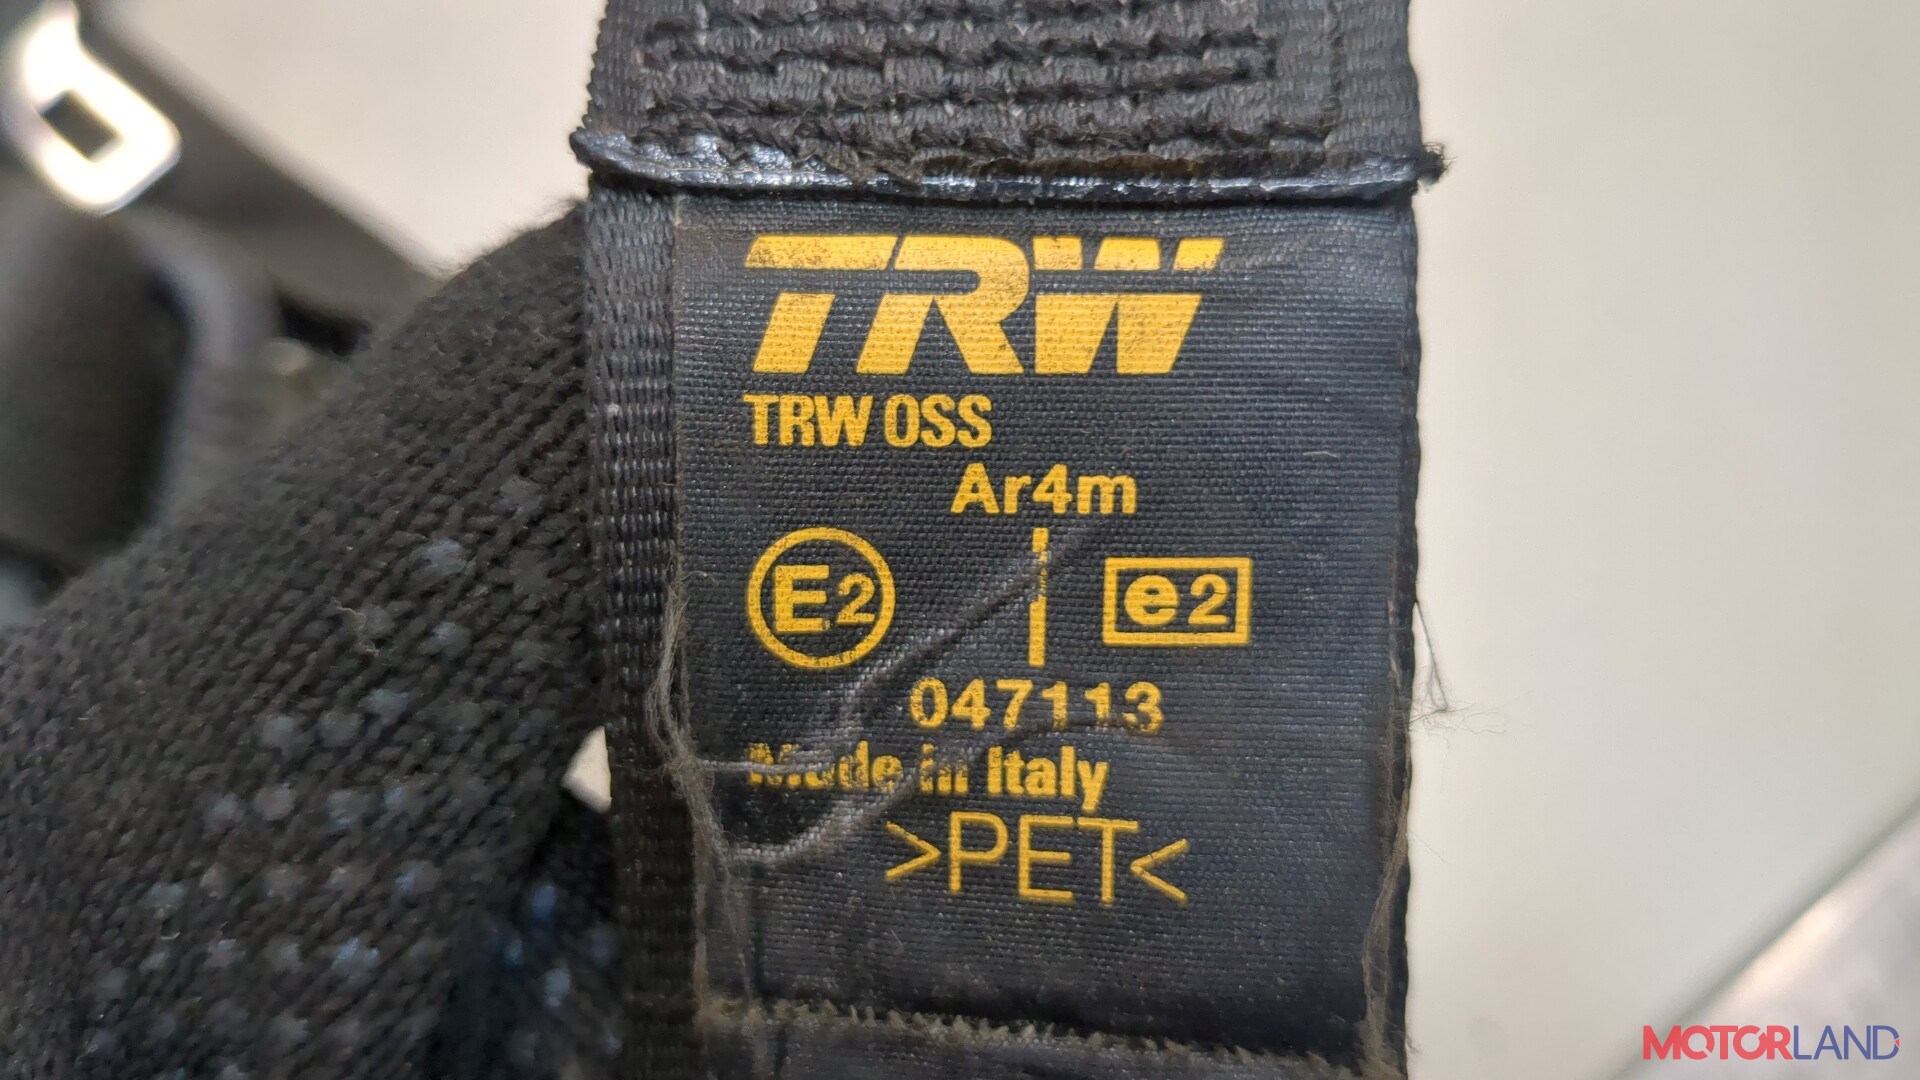 TRW
TRW OSS
Ar4m
E2 e2
047113
Made in Italy
>PET<
MOTORLAND